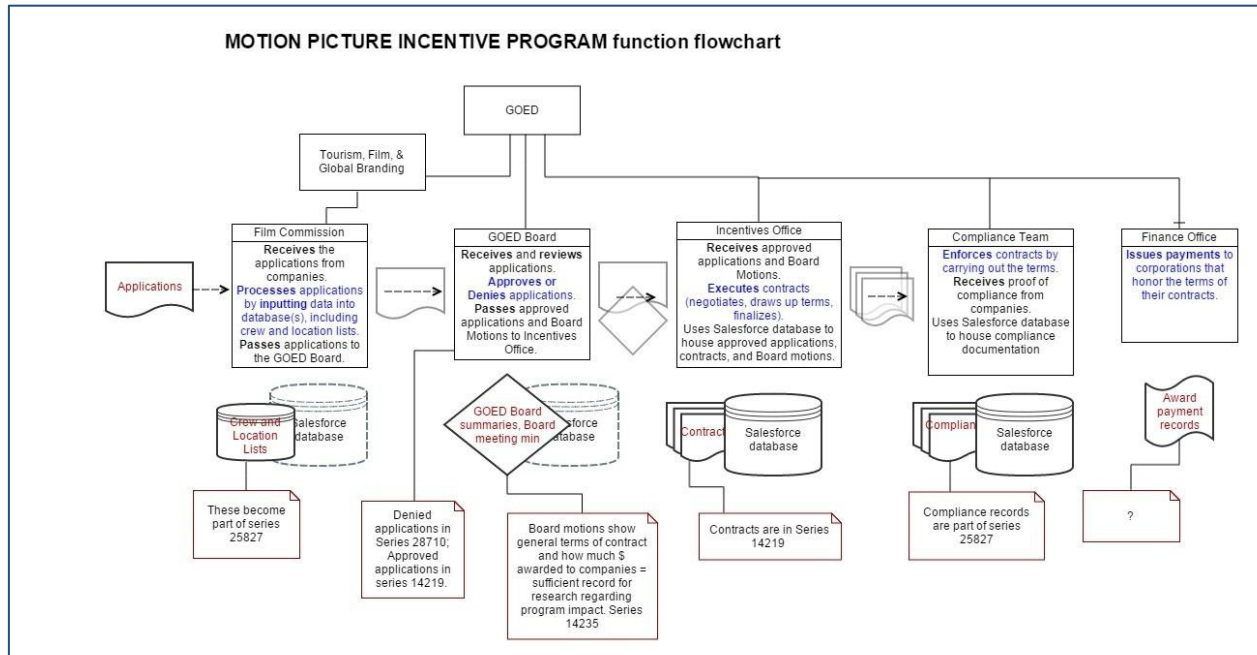 MOTION PICTURE INCENTIVE PROGRAM function flowchart
GOED
Tourism, Film, &
Global Branding
Applications
Film Commission
Receives the
applications from
companies.
Processes applications
by inputting data into
database(s), including
crew and location lists.
Passes applications to
the GOED Board.
GOED Board
Receives and reviews
applications.
Approves or
Denies applications.
Passes approved
applications and Board
Motions to Incentives
Office.
Incentives Office
Receives approved
applications and Board
Motions.
Executes contracts
(negotiates, draws up terms,
finalizes).
Uses Salesforce database to
house approved applications,
contracts, and Board motions.
Compliance Team
Enforces contracts by
carrying out the terms.
Receives proof of
compliance from
companies.
Uses Salesforce database
to house compliance
documentation
Finance Office
Issues payments to
corporations that
honor the terms of
their contracts.
Crew and
Location
Lists
Salesforce
database
GOED Board
summaries, Board
meeting min
Salesforce
database
Contract
Salesforce
database
Complian
Salesforce
database
Award
payment
records
These become
part of series
25827
Denied
applications in
Series 28710;
Approved
applications in
series 14219.
Board motions show
general terms of contract
and how much $
awarded to companies =
sufficient record for
research regarding
program impact. Series
14235
Contracts are in Series
14219
Compliance records
are part of series
25827
?